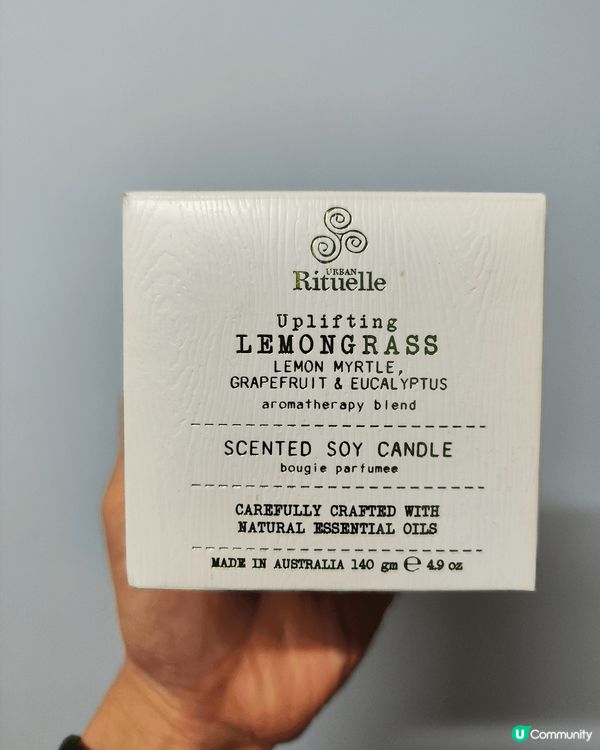 URBAN
Rituelle
Uplifting
LEMONGRASS
LEMON MYRTLE,
GRAPEFRUIT & EUCALYPTUS
aromatherapy blend
SCENTED SOY CANDLE
bougie parfumee
CAREFULLY CRAFTED WITH
NATURAL ESSENTIAL OILS
MADE IN AUSTRALIA 140 gm ℮ 4.9 oz
U Community